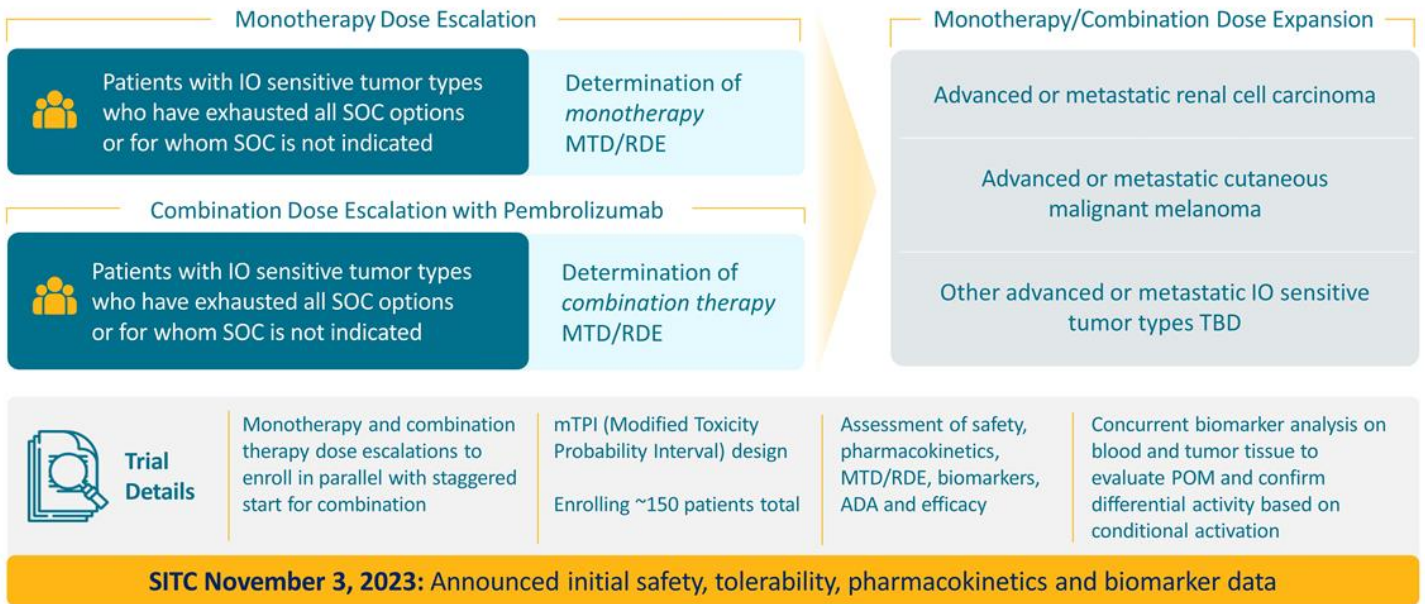 Monotherapy Dose Escalation
Patients with IO sensitive tumor types
who have exhausted all SOC options
or for whom SOC is not indicated
Determination of
monotherapy
MTD/RDE
Combination Dose Escalation with Pembrolizumab
Patients with IO sensitive tumor types
who have exhausted all SOC options
or for whom SOC is not indicated
Determination of
combination therapy
MTD/RDE
Monotherapy/Combination Dose Expansion
Advanced or metastatic renal cell carcinoma
Advanced or metastatic cutaneous
malignant melanoma
Other advanced or metastatic IO sensitive
tumor types TBD
Trial
Details
Monotherapy and combination
therapy dose escalations to
enroll in parallel with staggered
start for combination
mTPI (Modified Toxicity
Probability Interval) design
Enrolling ~150 patients total
Assessment of safety,
pharmacokinetics,
MTD/RDE, biomarkers,
ADA and efficacy
Concurrent biomarker analysis on
blood and tumor tissue to
evaluate POM and confirm
differential activity based on
conditional activation
SITC November 3, 2023: Announced initial safety, tolerability, pharmacokinetics and biomarker data